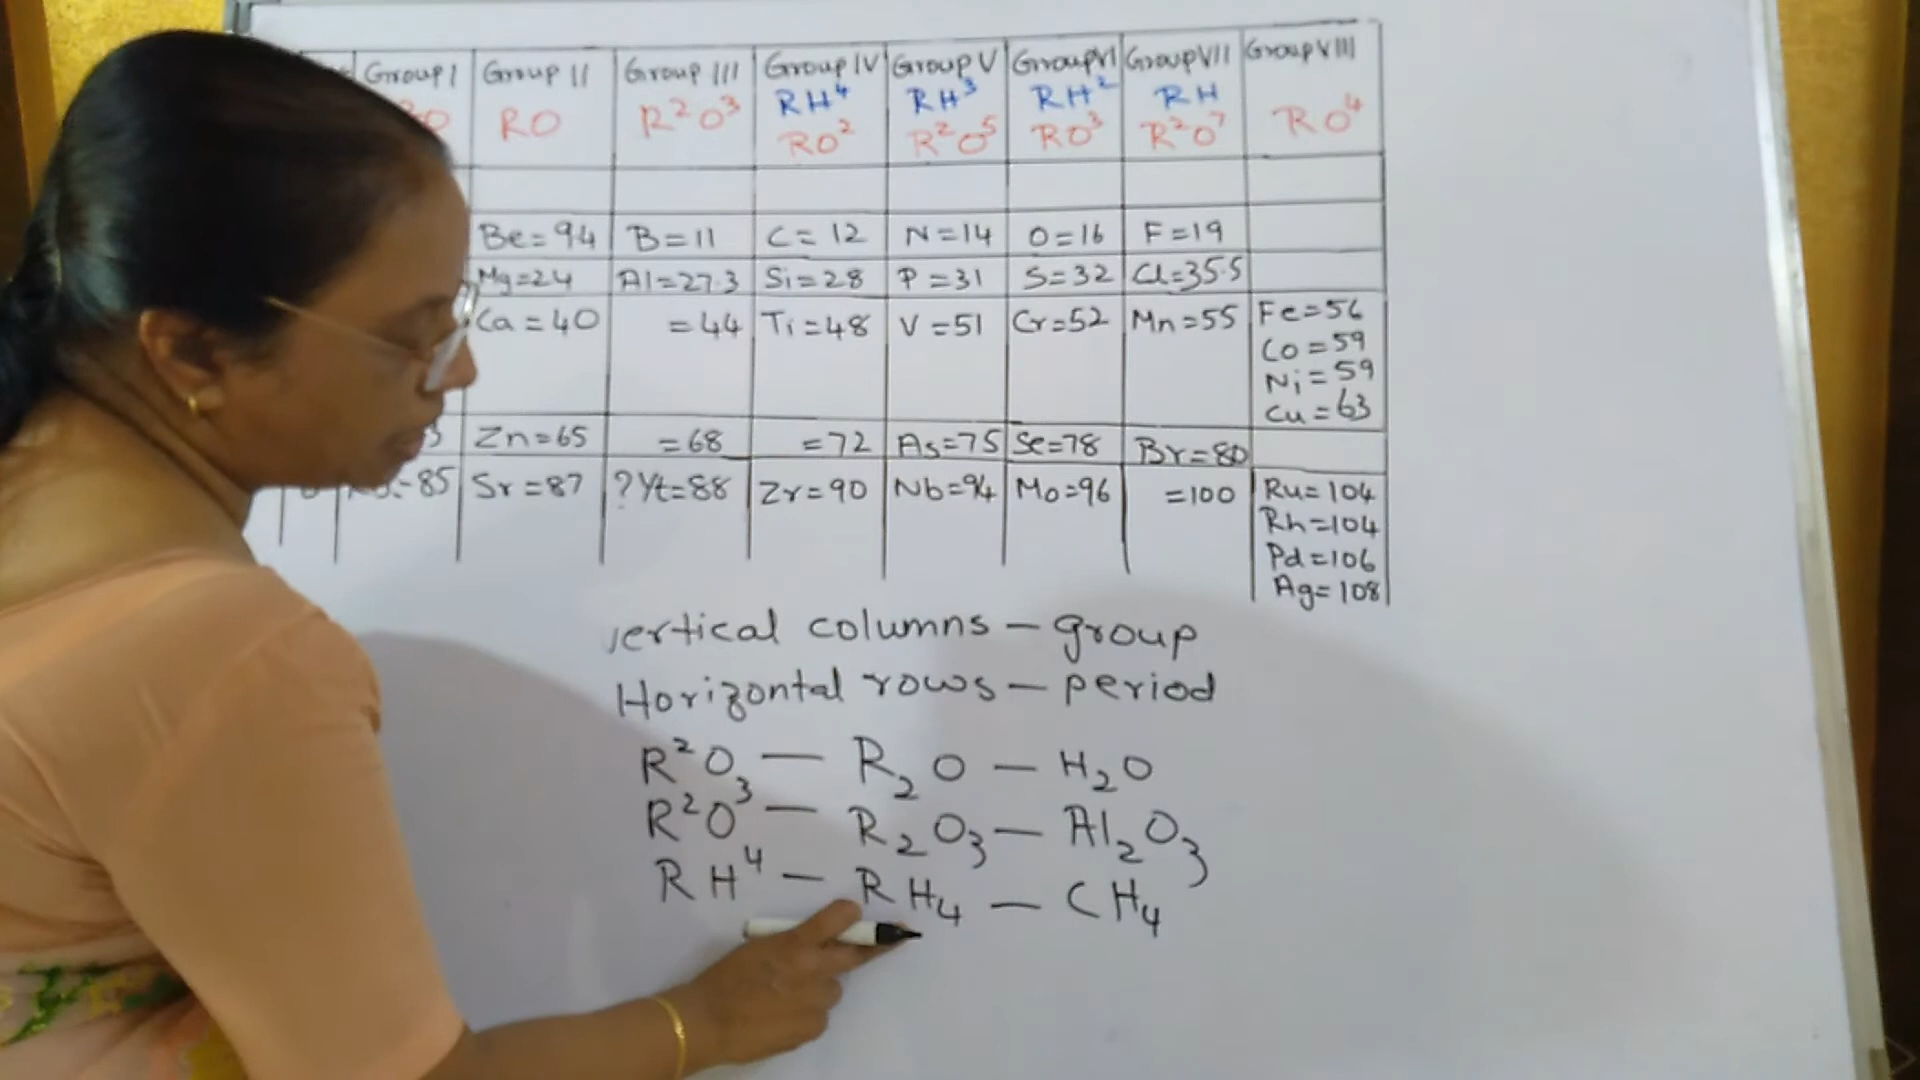 Group I Group II Group III Group IV Group V Group VI Group VII Group VIII
RH⁴ RH³ RH² RH
RO R²O³ RO² R²O⁵ RO³ R²O⁷ RO⁴
Be=94 B=11 C=12 N=14 O=16 F=19
Mg=24 Al=27.3 Si=28 P=31 S=32 Cl=35.5
Ca=40 =44 Ti=48 V=51 Cr=52 Mn=55 Fe=56
Co=59
Ni=59
Cu=63
Zn=65 =68 =72 As=75 Se=78 Br=80
=85 Sr=87 ?Yt=88 Zr=90 Nb=94 Mo=96 =100 Ru=104
Rh=104
Pd=106
Ag=108
Vertical columns – group
Horizontal rows – period
R²O – R₂O – H₂O
R²O³ – R₂O₃ – Al₂O₃
RH⁴ – RH₄ – CH₄